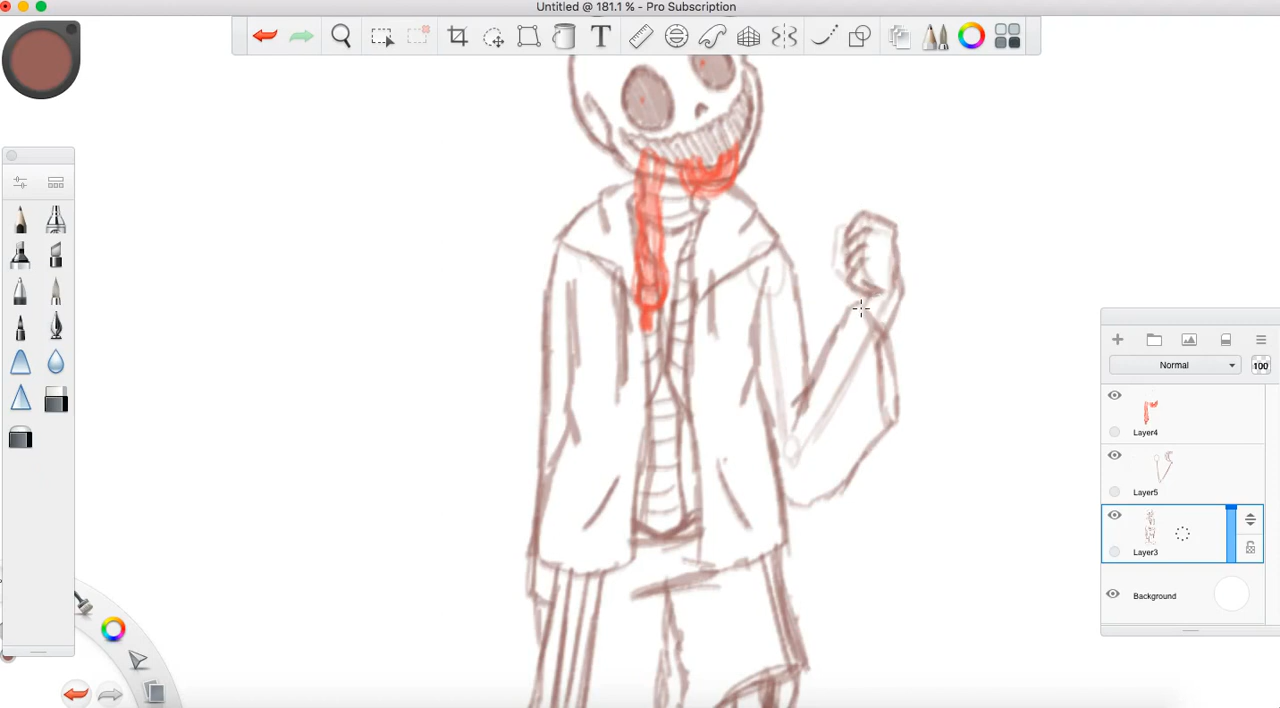 Untitled @ 181.1 % - Pro Subscription
T
Normal
100
Layer4
Layer5
Layer3
Background